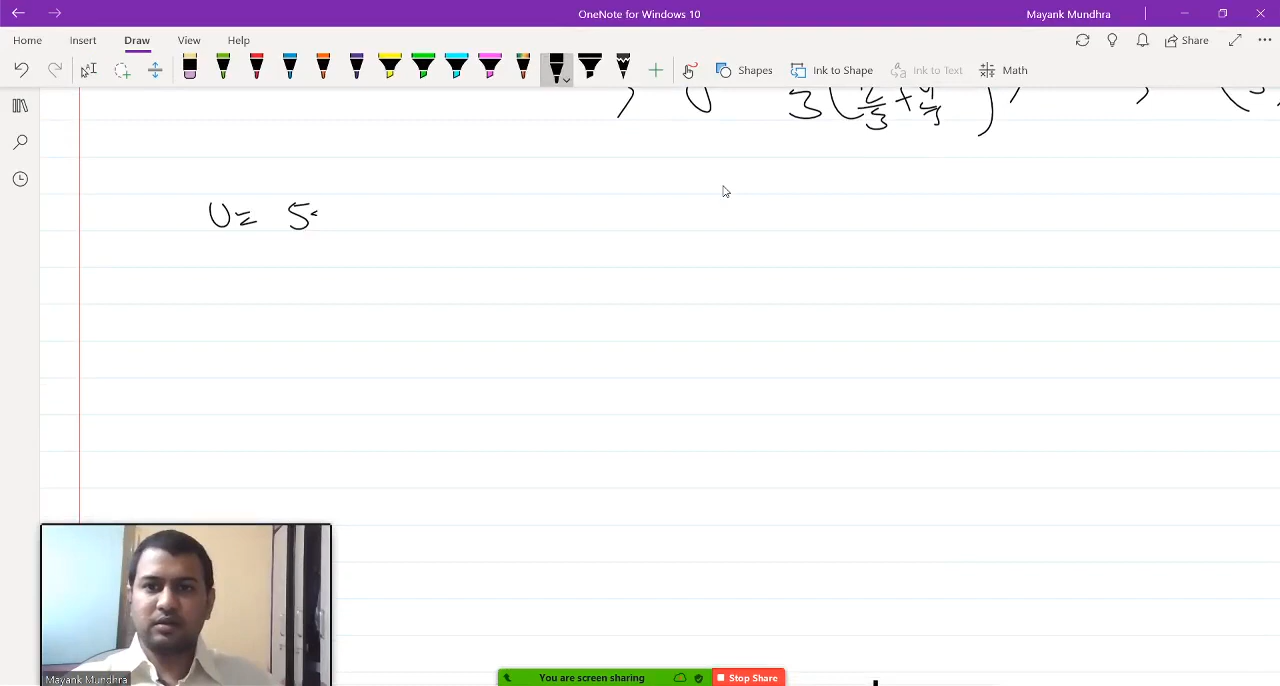 OneNote for Windows 10
Mayank Mundhra
Home Insert Draw View Help
Share
Shapes
Ink to Shape
Ink to Text
Math
U= 5
Mayank Mundhra
You are screen sharing
Stop Share